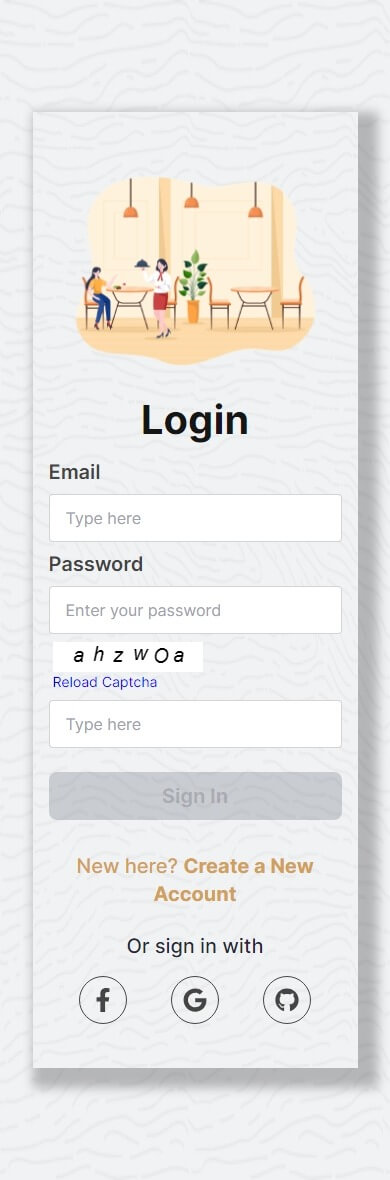 Login
Email
Type here
Password
Enter your password
a h z w O a
Reload Captcha
Type here
Sign In
New here? Create a New
Account
Or sign in with